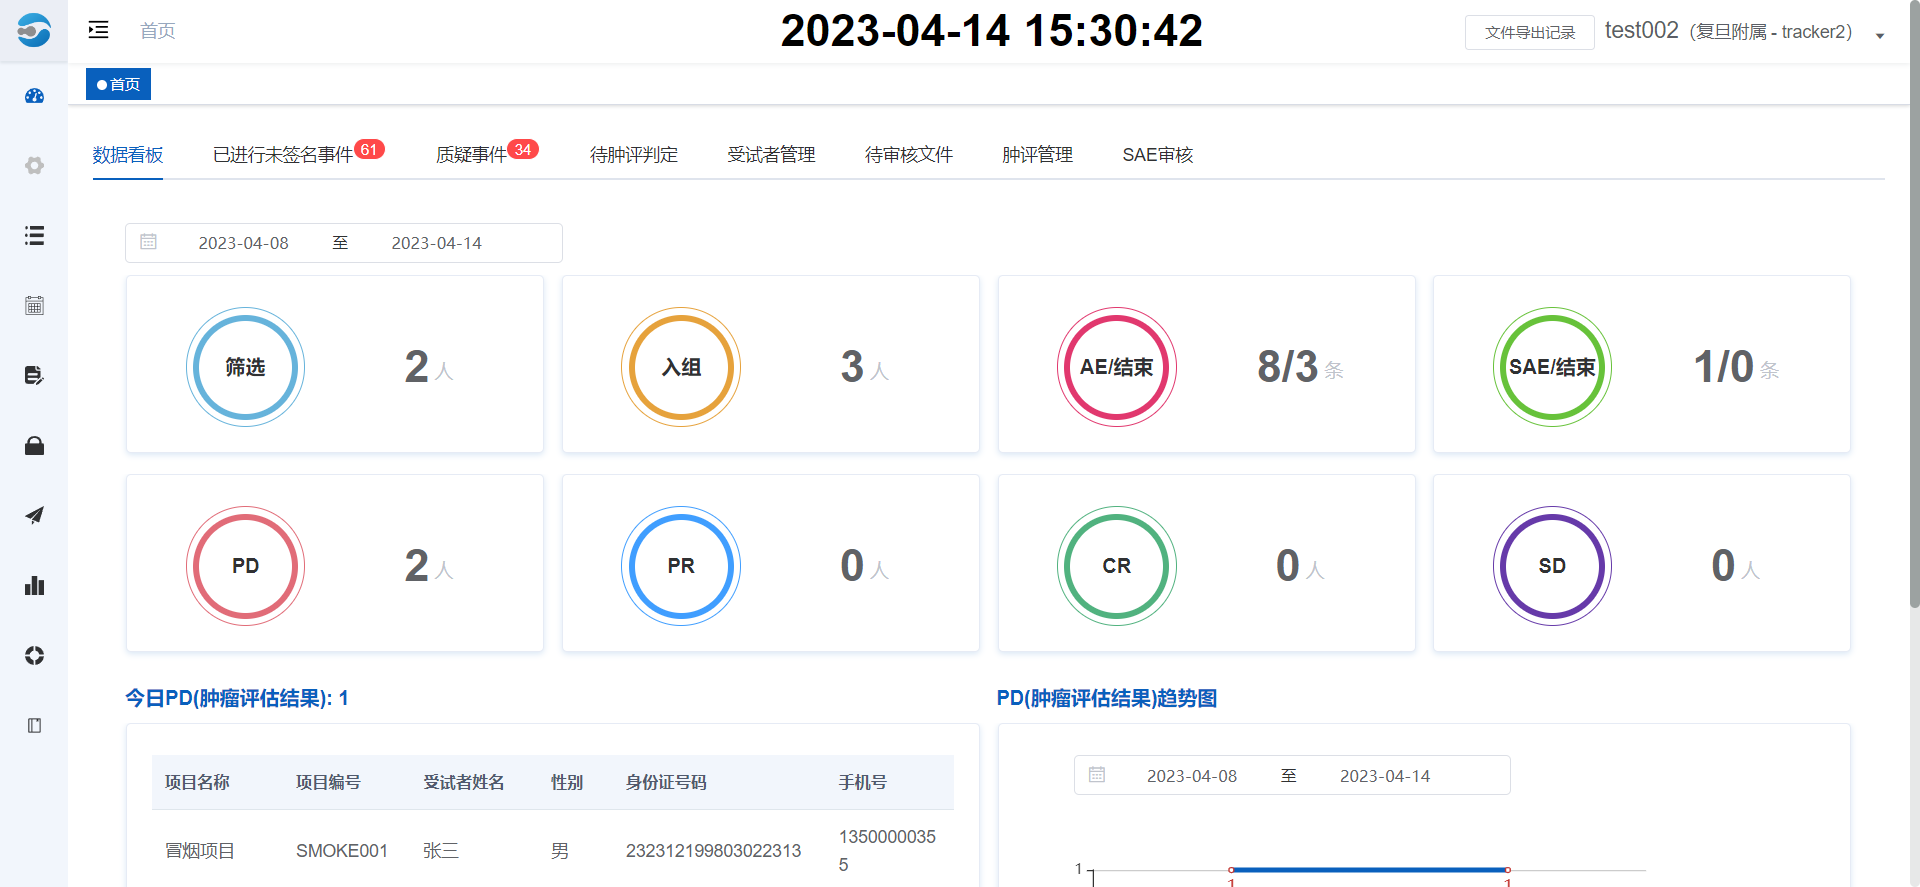 首页
2023-04-14 15:30:42
文件导出记录
test002（复旦附属 - tracker2）
首页
数据看板
已进行未签名事件 61
质疑事件 34
待肿评判定
受试者管理
待审核文件
肿评管理
SAE审核
2023-04-08 至 2023-04-14
筛选 2 人
入组 3 人
AE/结束 8/3 条
SAE/结束 1/0 条
PD 2 人
PR 0 人
CR 0 人
SD 0 人
今日PD(肿瘤评估结果): 1
项目名称 项目编号 受试者姓名 性别 身份证号码 手机号
冒烟项目 SMOKE001 张三 男 232312199803022313 1350000035
5
PD(肿瘤评估结果)趋势图
2023-04-08 至 2023-04-14
1
1 1